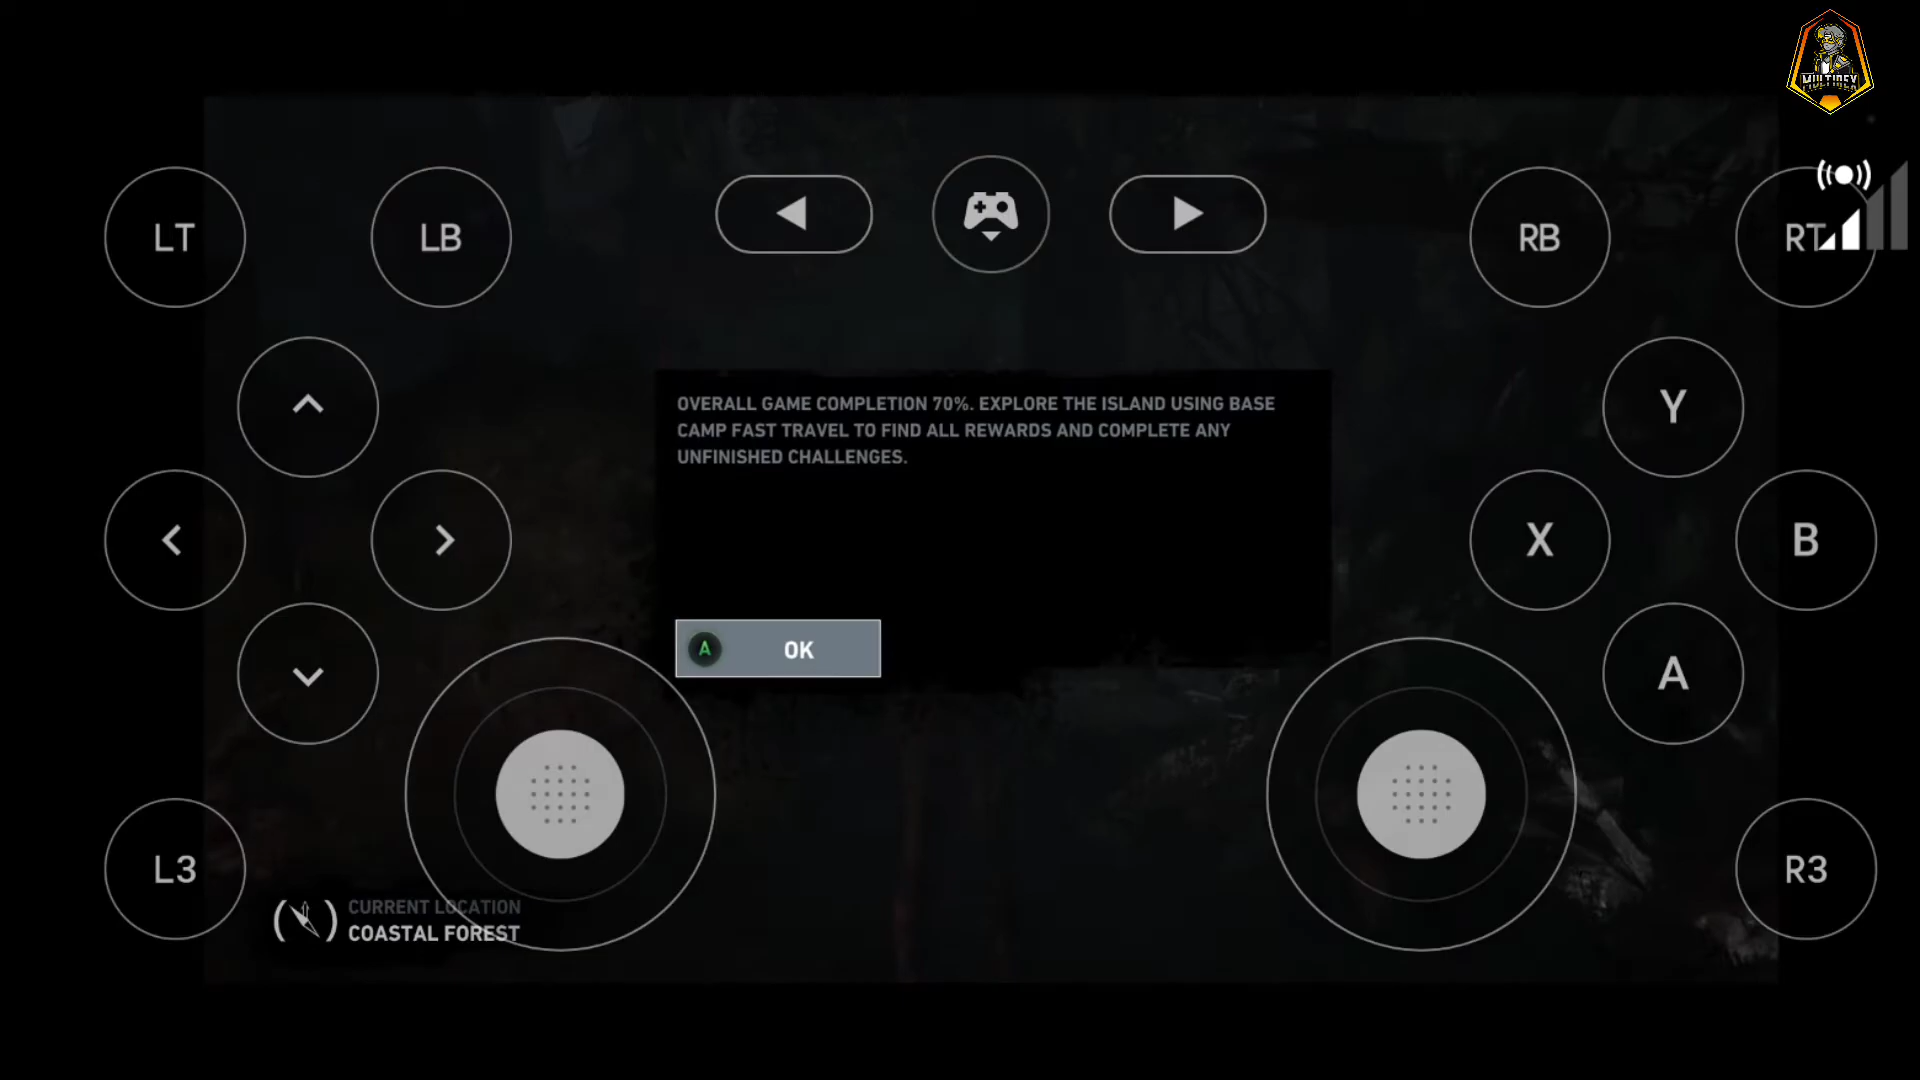 MULTIDEX
LT
LB
RB
RT
Y
X
B
A
OVERALL GAME COMPLETION 70%. EXPLORE THE ISLAND USING BASE
CAMP FAST TRAVEL TO FIND ALL REWARDS AND COMPLETE ANY
UNFINISHED CHALLENGES.
A OK
L3
R3
CURRENT LOCATION
COASTAL FOREST